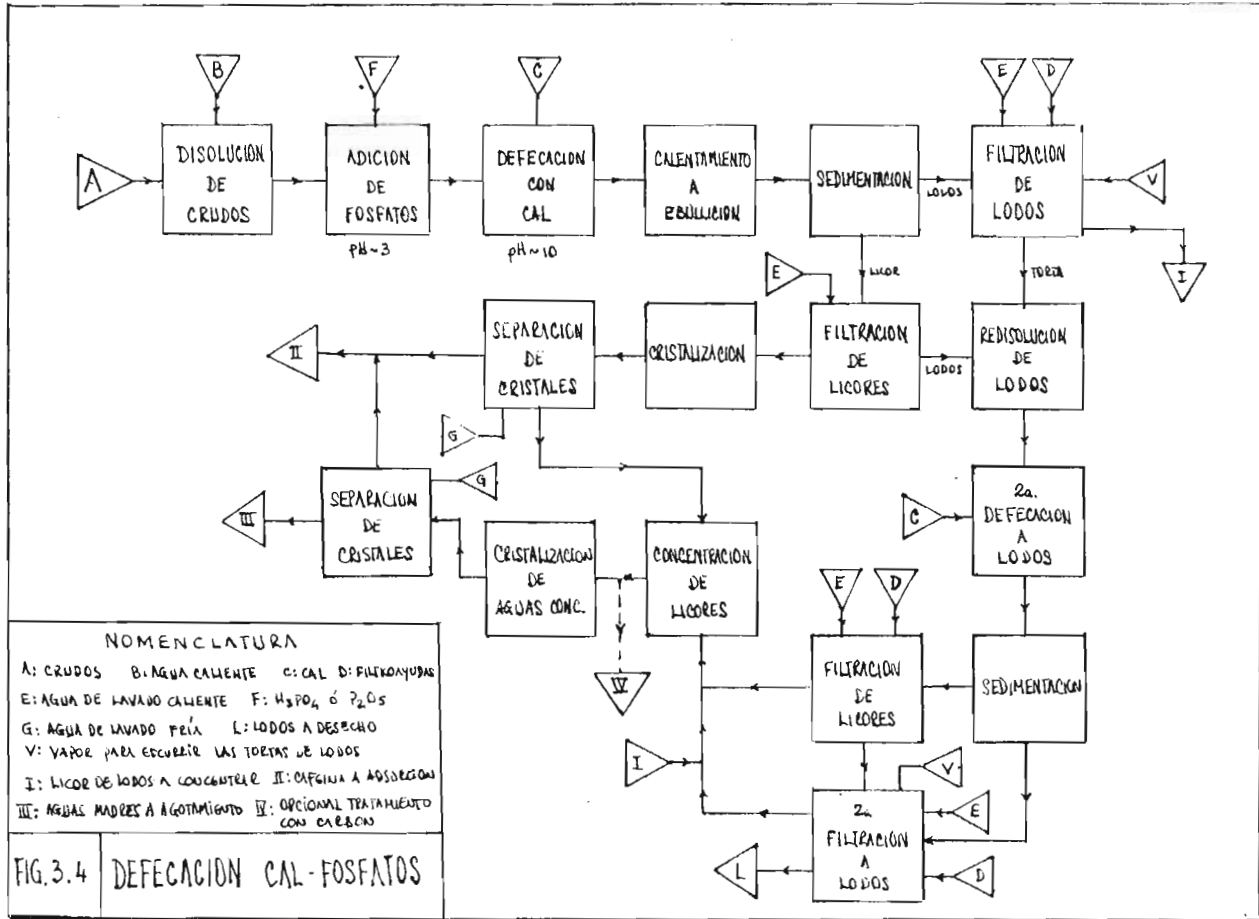 B
F
C
E
D
A
DISOLUCION
DE
CRUDOS
ADICION
DE
FOSFATOS
pH~3
DEFECACION
CON
CAL
pH~10
CALENTAMIENTO
A
EBULLICION
SEDIMENTACION
LODOS
FILTRACION
DE
LODOS
V
I
LICOR
TORTA
E
II
SEPARACION
DE
CRISTALES
CRISTALIZACION
FILTRACION
DE
LICORES
LODOS
REDISOLUCION
DE
LODOS
G
G
III
SEPARACION
DE
CRISTALES
CRISTALIZACION
DE
AGUAS CONC.
CONCENTRACION
DE
LICORES
C
2a.
DEFECACION
A
LODOS
E
D
IV
FILTRACION
DE
LICORES
SEDIMENTACION
I
V
2a.
FILTRACION
A
LODOS
E
D
L
NOMENCLATURA
A: CRUDOS B: AGUA CALIENTE C: CAL D: FILTROAYUDAS
E: AGUA DE LAVADO CALIENTE F: H₃PO₄ ó P₂O₅
G: AGUA DE LAVADO FRÍA L: LODOS A DESECHO
V: VAPOR PARA ESCURRIR LAS TORTAS DE LODOS
I: LICOR DE LODOS A CONCENTRAR II: CAFEINA A ADSORCION
III: AGUAS MADRES A AGOTAMIENTO IV: OPCIONAL TRATAMIENTO
CON CARBON
FIG. 3.4 DEFECACION CAL-FOSFATOS